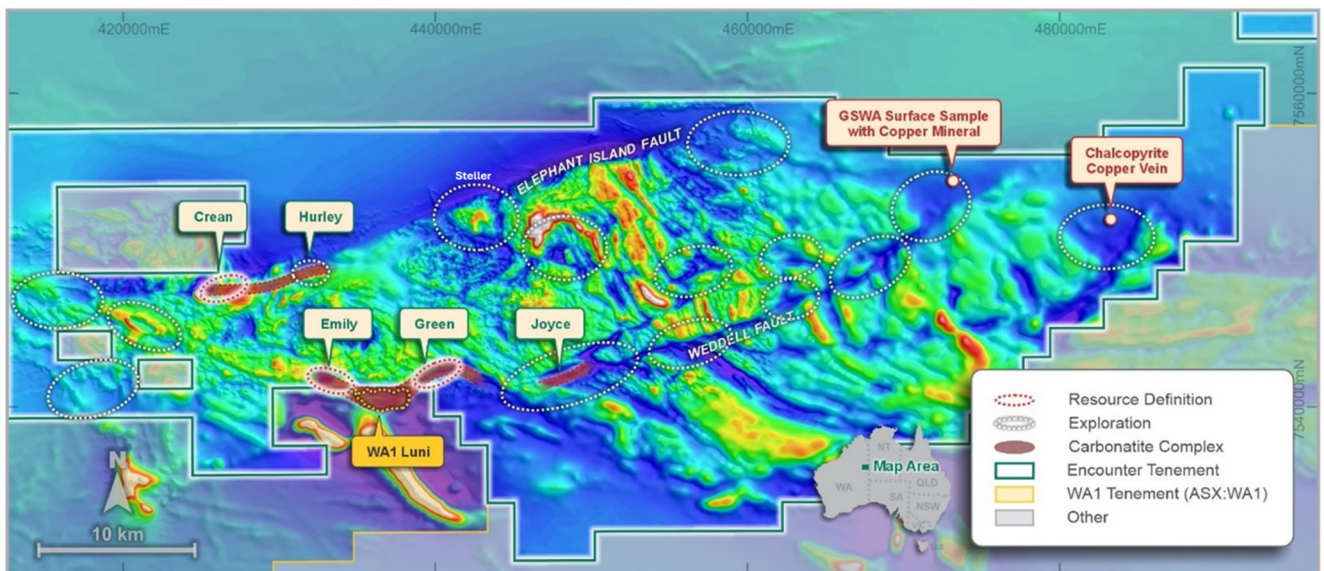 420000mE
440000mE
460000mE
480000mE
7560000mN
GSWA Surface Sample
with Copper Mineral
ELEPHANT ISLAND FAULT
Chalcopyrite
Copper Vein
Steller
Crean
Hurley
Emily
Green
Joyce
WEDDELL FAULT
7540000mN
WA1 Luni
N
10 km
Map Area
WA
NT
SA
QLD
NSW
Resource Definition
Exploration
Carbonatite Complex
Encounter Tenement
WA1 Tenement (ASX:WA1)
Other